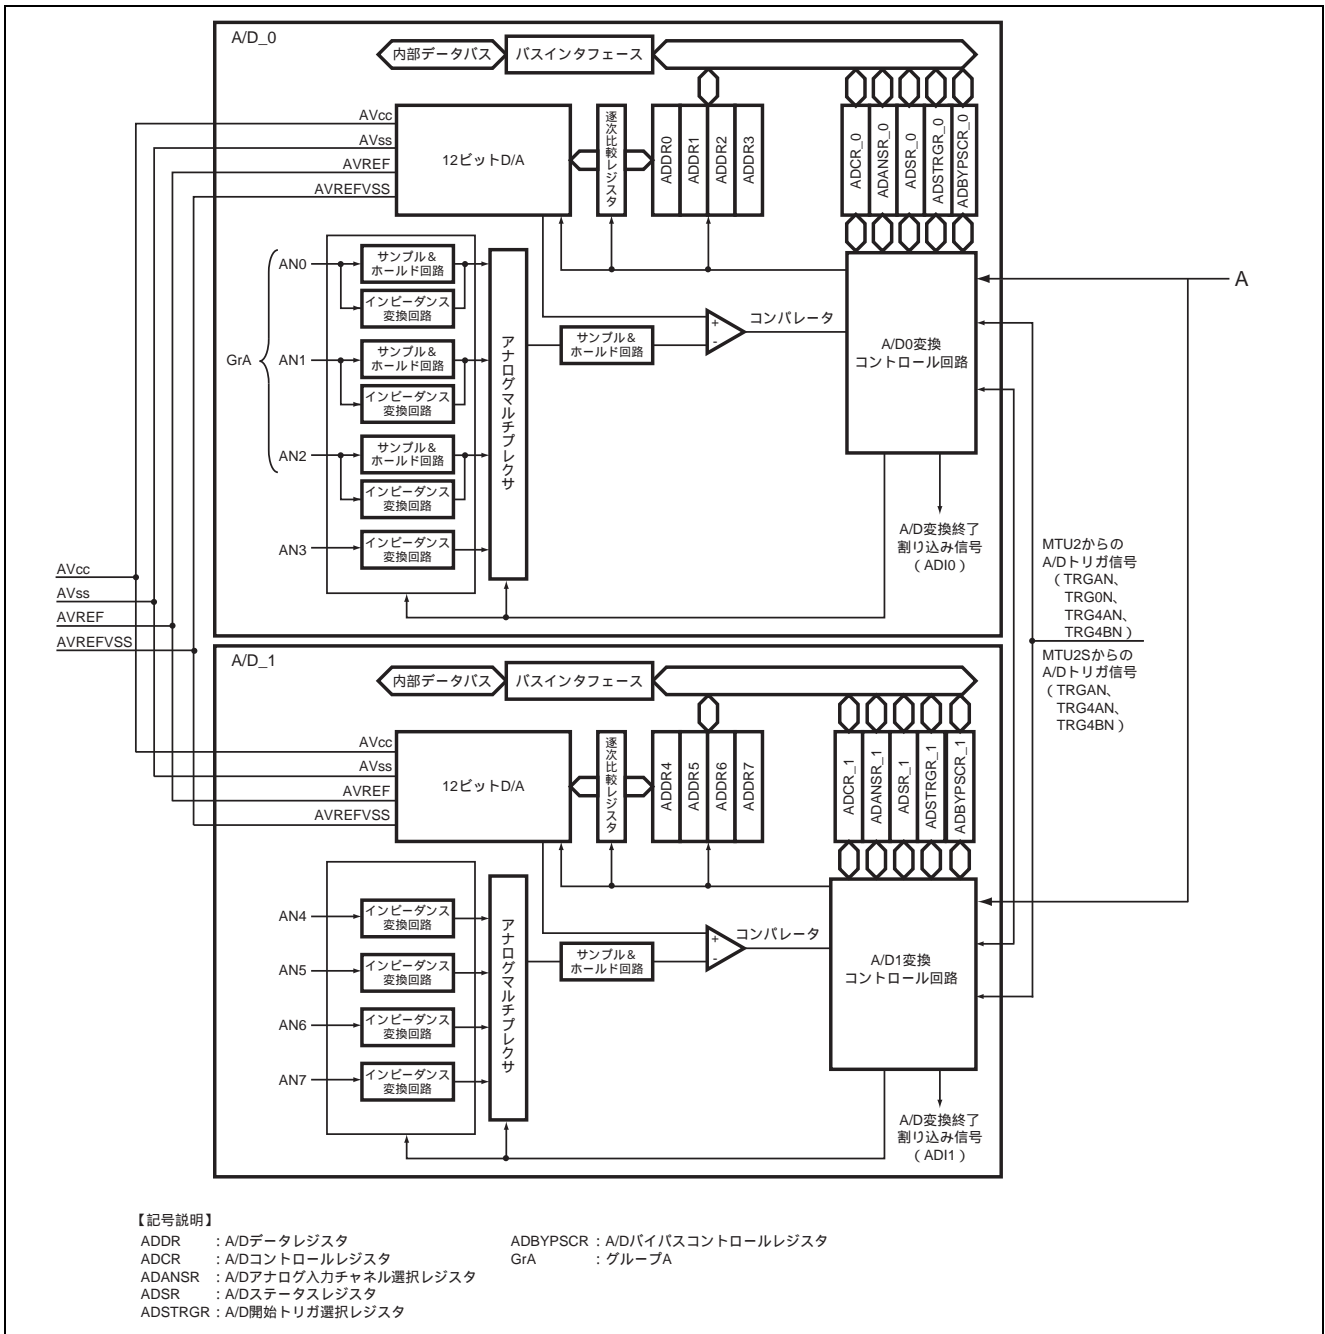 A/D_0
内部データバス
バスインタフェース
AVcc
AVss
AVREF
AVREFVSS
12ビットD/A
逐次比較レジスタ
ADDR0
ADDR1
ADDR2
ADDR3
ADCR_0
ADANSR_0
ADSR_0
ADSTRGR_0
ADBYPSCR_0
GrA
AN0
サンプル&
ホールド回路
インピーダンス
変換回路
AN1
サンプル&
ホールド回路
インピーダンス
変換回路
AN2
サンプル&
ホールド回路
インピーダンス
変換回路
AN3
インピーダンス
変換回路
アナログマルチプレクサ
サンプル&
ホールド回路
+
-
コンパレータ
A/D0変換
コントロール回路
A
A/D変換終了
割り込み信号
(ADI0)
AVcc
AVss
AVREF
AVREFVSS
MTU2からの
A/Dトリガ信号
(TRGAN、
TRG0N、
TRG4AN、
TRG4BN)
MTU2Sからの
A/Dトリガ信号
(TRGAN、
TRG4AN、
TRG4BN)
A/D_1
内部データバス
バスインタフェース
AVcc
AVss
AVREF
AVREFVSS
12ビットD/A
逐次比較レジスタ
ADDR4
ADDR5
ADDR6
ADDR7
ADCR_1
ADANSR_1
ADSR_1
ADSTRGR_1
ADBYPSCR_1
AN4
インピーダンス
変換回路
AN5
インピーダンス
変換回路
AN6
インピーダンス
変換回路
AN7
インピーダンス
変換回路
アナログマルチプレクサ
サンプル&
ホールド回路
+
-
コンパレータ
A/D1変換
コントロール回路
A/D変換終了
割り込み信号
(ADI1)
【記号説明】
ADDR : A/Dデータレジスタ
ADCR : A/Dコントロールレジスタ
ADANSR : A/Dアナログ入力チャネル選択レジスタ
ADSR : A/Dステータスレジスタ
ADSTRGR : A/D開始トリガ選択レジスタ
ADBYPSCR : A/Dバイパスコントロールレジスタ
GrA : グループA